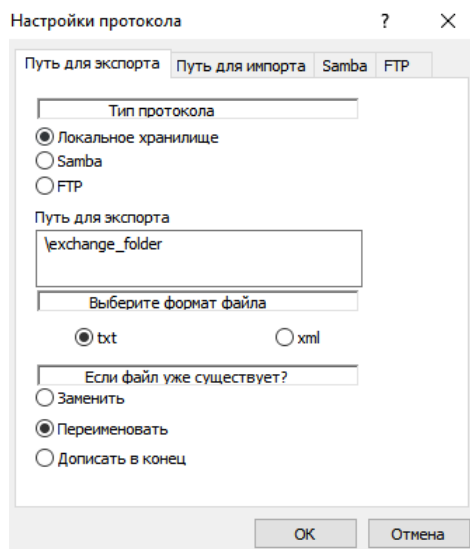 Настройки протокола ?
Путь для экспорта Путь для импорта Samba FTP
Тип протокола
Локальное хранилище
Samba
FTP
Путь для экспорта
\exchange_folder
Выберите формат файла
txt xml
Если файл уже существует?
Заменить
Переименовать
Дописать в конец
OK Отмена